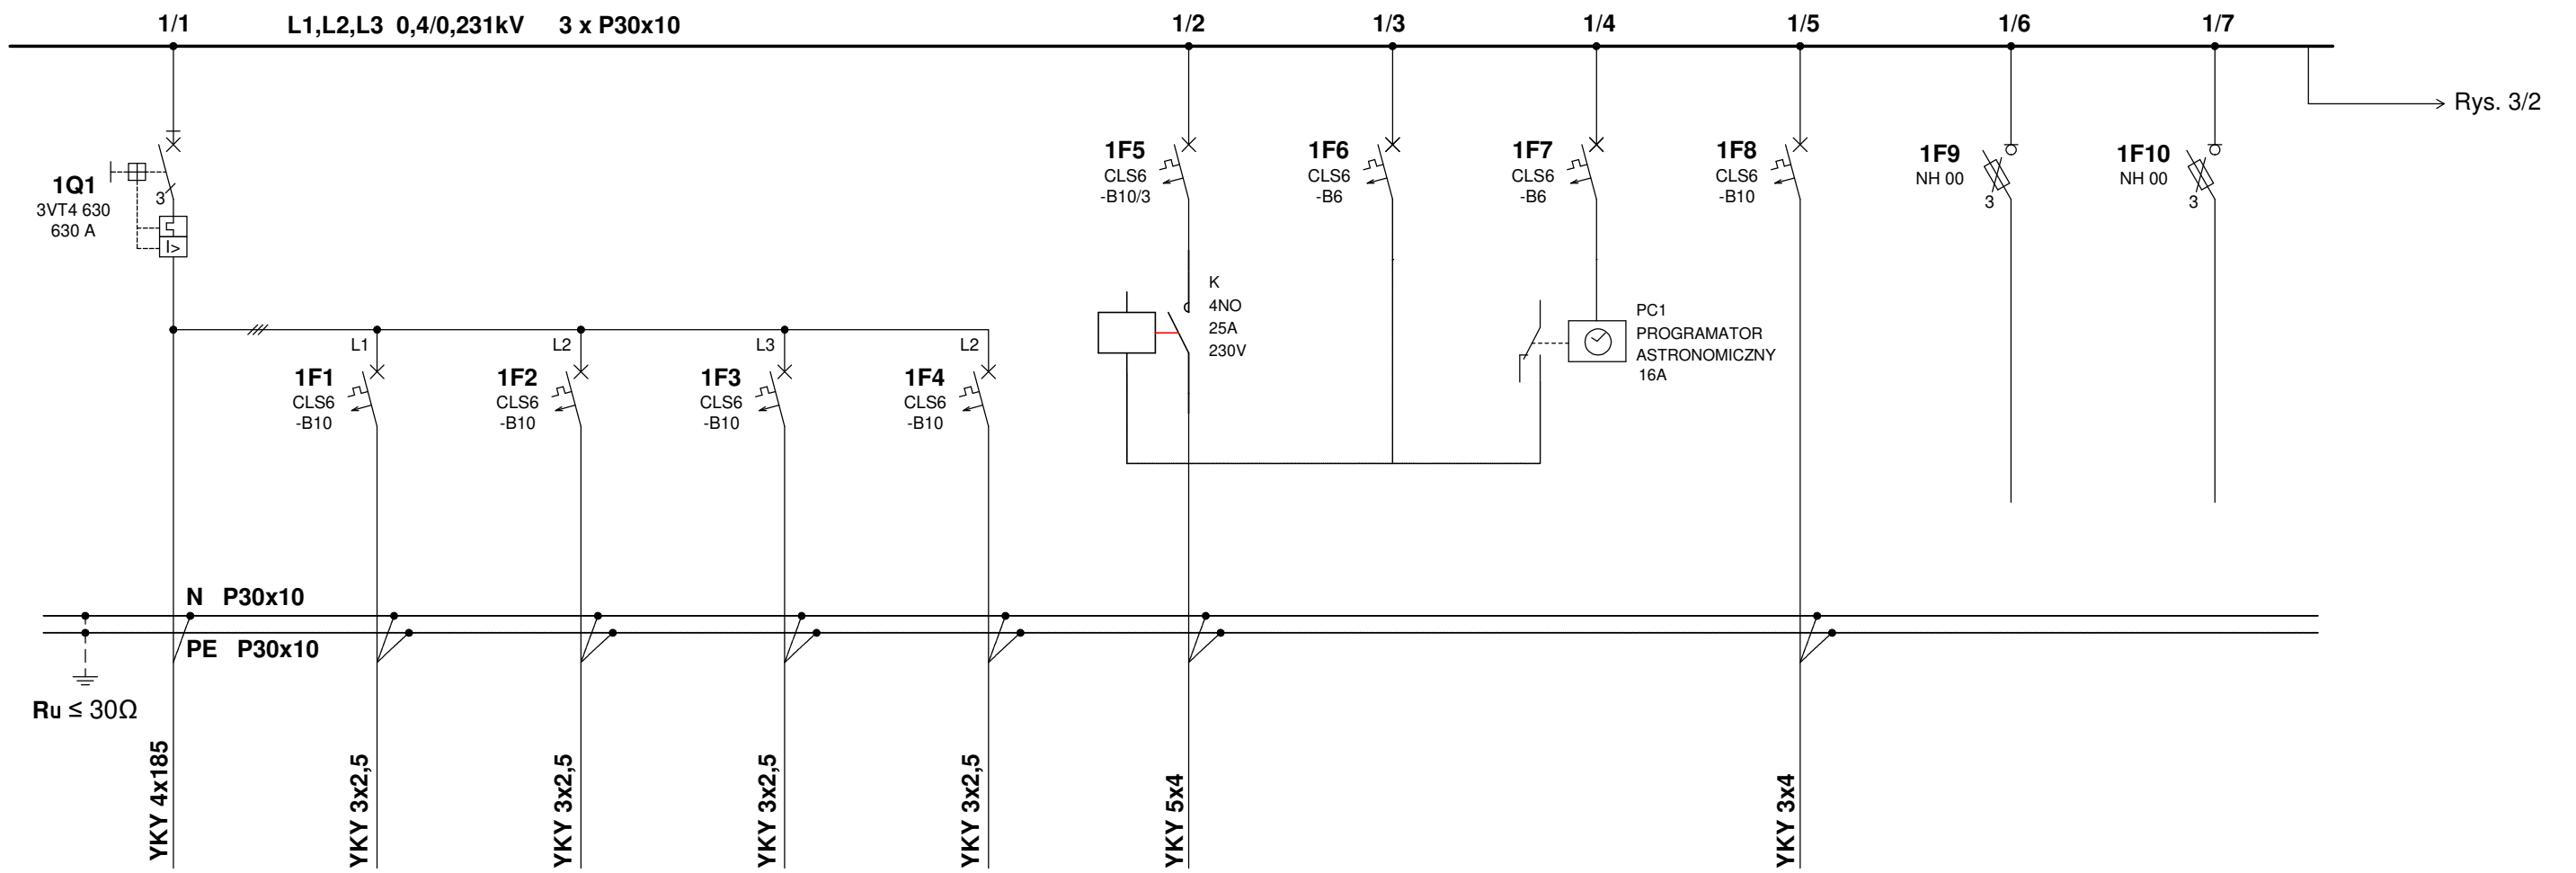 1/1
L1,L2,L3 0,4/0,231kV 3 x P30x10
1/2
1/3
1/4
1/5
1/6
1/7
Rys. 3/2
1Q1
3VT4 630
630 A
3
I>
1F5
CLS6
-B10/3
1F6
CLS6
-B6
1F7
CLS6
-B6
1F8
CLS6
-B10
1F9
NH 00
3
1F10
NH 00
3
K
4NO
25A
230V
PC1
PROGRAMATOR
ASTRONOMICZNY
16A
L1
1F1
CLS6
-B10
L2
1F2
CLS6
-B10
L3
1F3
CLS6
-B10
L2
1F4
CLS6
-B10
N P30x10
PE P30x10
Ru ≤ 30Ω
YKY 4x185
YKY 3x2,5
YKY 3x2,5
YKY 3x2,5
YKY 3x2,5
YKY 5x4
YKY 3x4